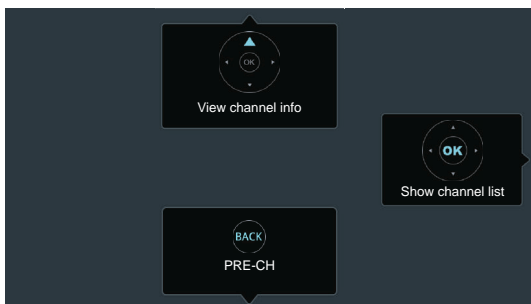 OK
View channel info
OK
Show channel list
BACK
PRE-CH